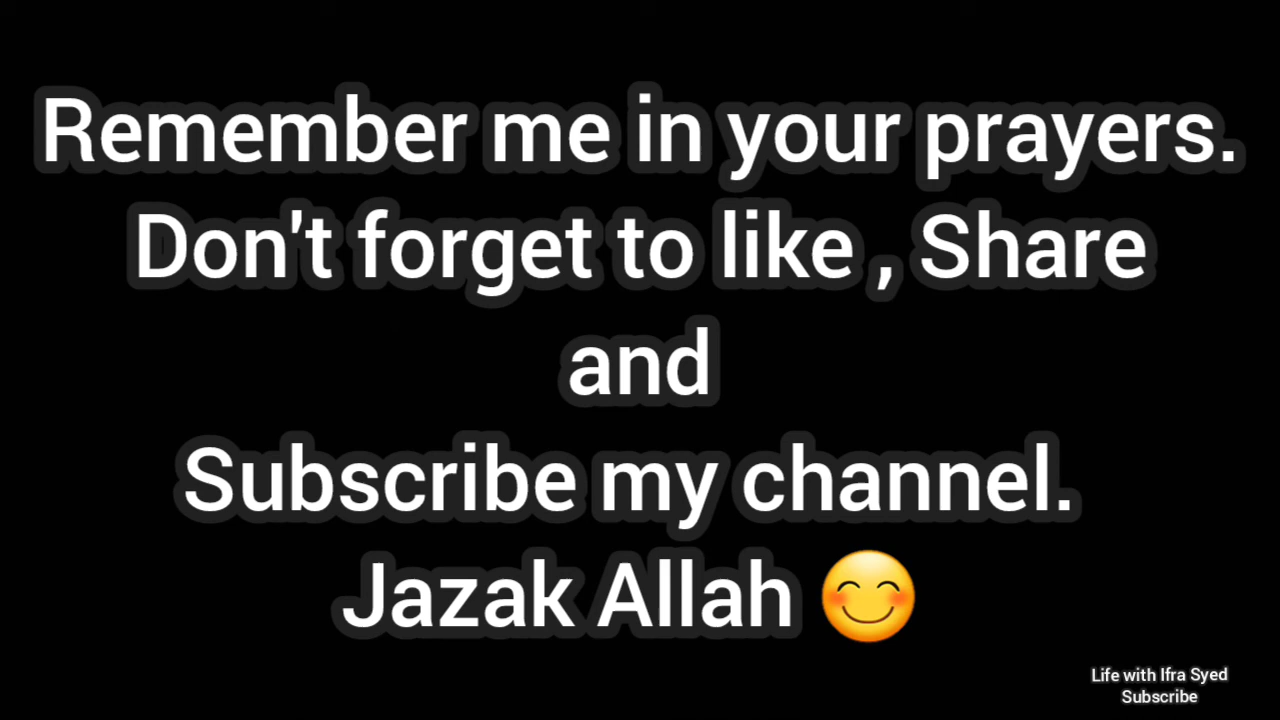 Remember me in your prayers.
Don't forget to like , Share
and
Subscribe my channel.
Jazak Allah 😊
Life with Ifra Syed
Subscribe